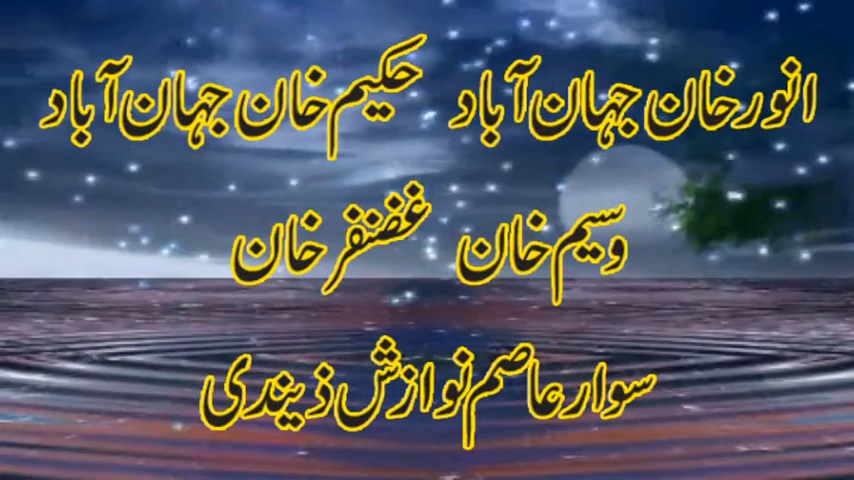 انور خان جہان آباد حکیم خان جہان آباد
وسیم خان غضنفر خان
سوار عاصم نوازش ذیندی